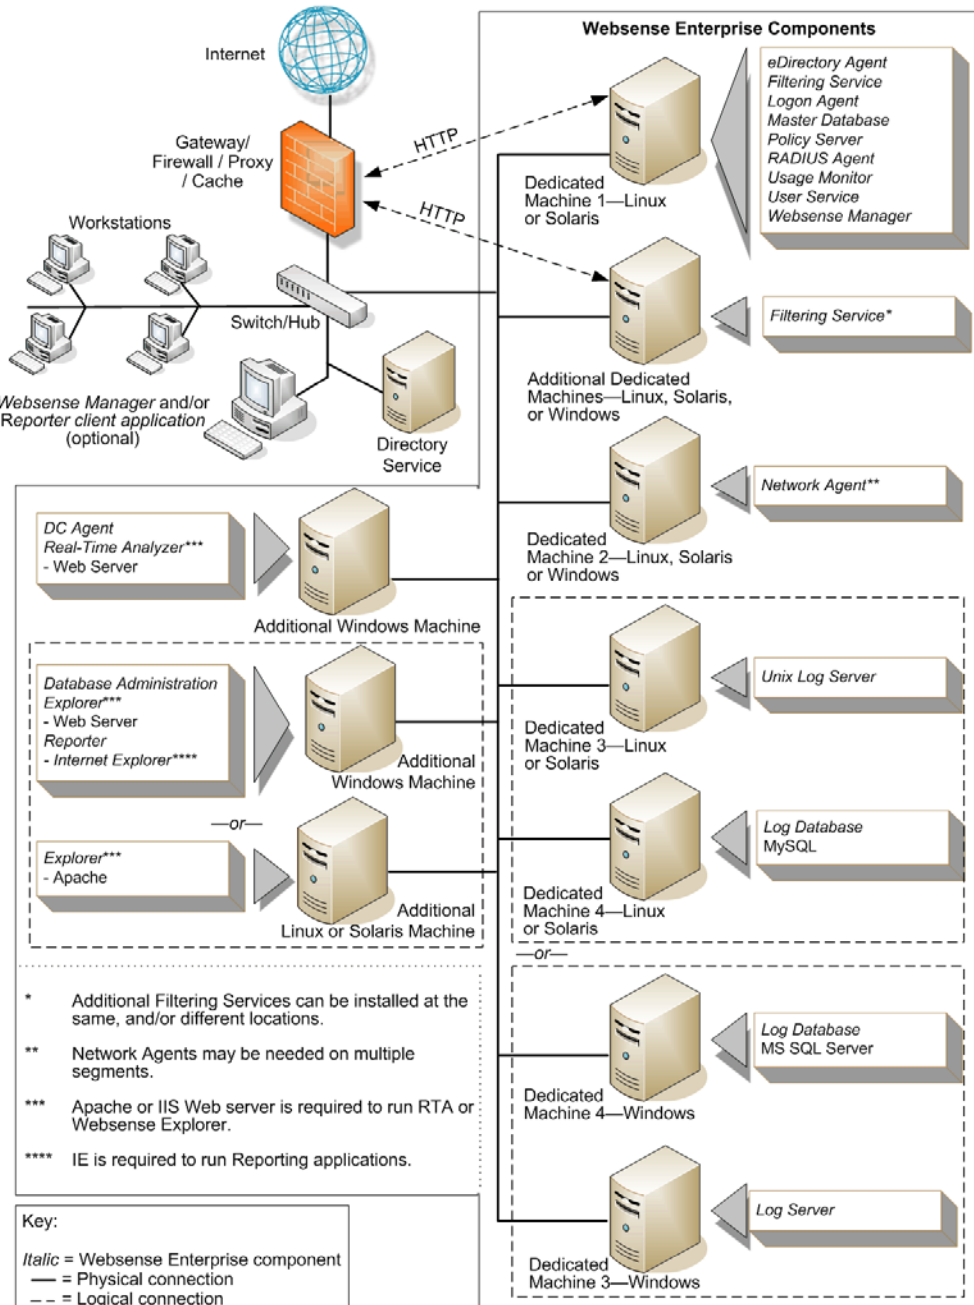 Websense Enterprise Components
Internet
Gateway/
Firewall / Proxy
/ Cache
HTTP
HTTP
Workstations
Switch/Hub
Websense Manager and/or
Reporter client application
(optional)
Directory
Service
Dedicated
Machine 1—Linux
or Solaris
eDirectory Agent
Filtering Service
Logon Agent
Master Database
Policy Server
RADIUS Agent
Usage Monitor
User Service
Websense Manager
Additional Dedicated
Machines—Linux, Solaris,
or Windows
Filtering Service*
Dedicated
Machine 2—Linux, Solaris
or Windows
Network Agent**
DC Agent
Real-Time Analyzer***
- Web Server
Additional Windows Machine
Database Administration
Explorer***
- Web Server
Reporter
- Internet Explorer****
Additional
Windows Machine
—or—
Explorer***
- Apache
Additional
Linux or Solaris Machine
Dedicated
Machine 3—Linux
or Solaris
Unix Log Server
Dedicated
Machine 4—Linux
or Solaris
Log Database
MySQL
—or—
Dedicated
Machine 4—Windows
Log Database
MS SQL Server
Dedicated
Machine 3—Windows
Log Server
* Additional Filtering Services can be installed at the
same, and/or different locations.
** Network Agents may be needed on multiple
segments.
*** Apache or IIS Web server is required to run RTA or
Websense Explorer.
**** IE is required to run Reporting applications.
Key:
Italic = Websense Enterprise component
— = Physical connection
– – = Logical connection